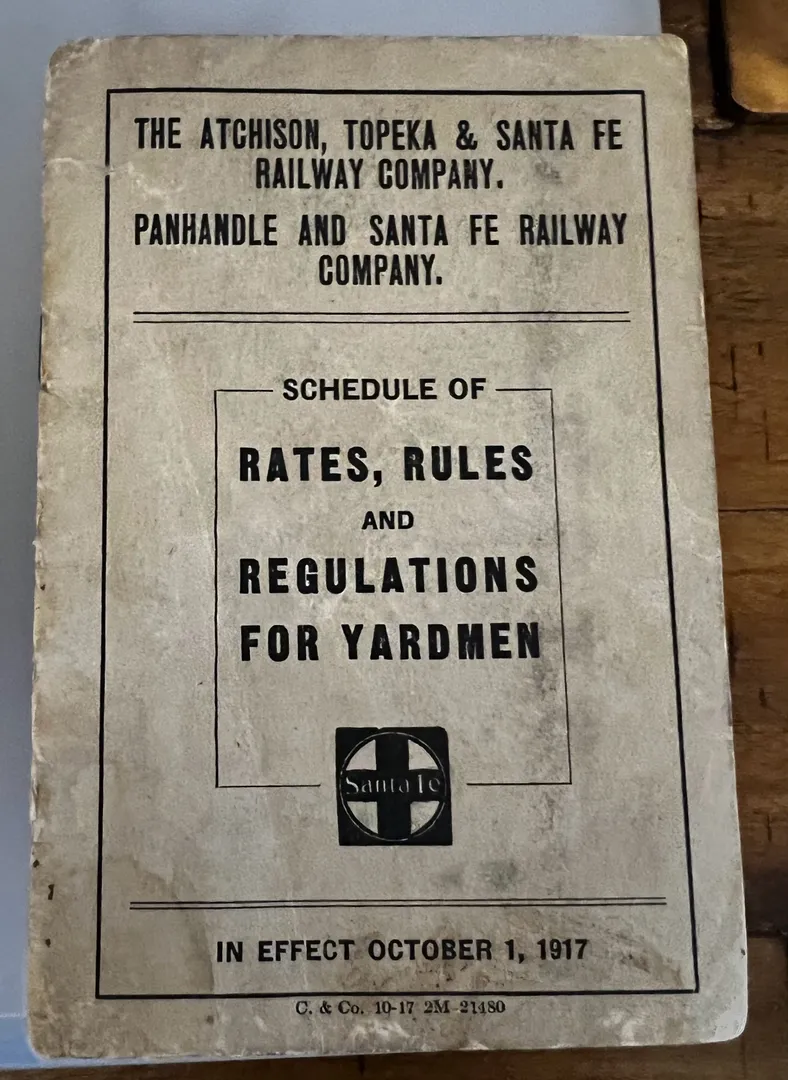 THE ATCHISON, TOPEKA & SANTA FE
RAILWAY COMPANY.
PANHANDLE AND SANTA FE RAILWAY
COMPANY.
SCHEDULE OF
RATES, RULES
AND
REGULATIONS
FOR YARDMEN
Santa Fe
IN EFFECT OCTOBER 1, 1917
C. & Co. 10-17 2M 21480